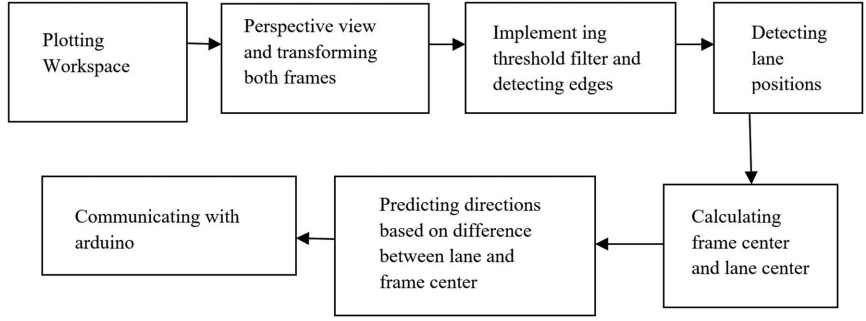 Plotting
Workspace
Perspective view
and transforming
both frames
Implement ing
threshold filter and
detecting edges
Detecting
lane
positions
Calculating
frame center
and lane center
Predicting directions
based on difference
between lane and
frame center
Communicating with
arduino